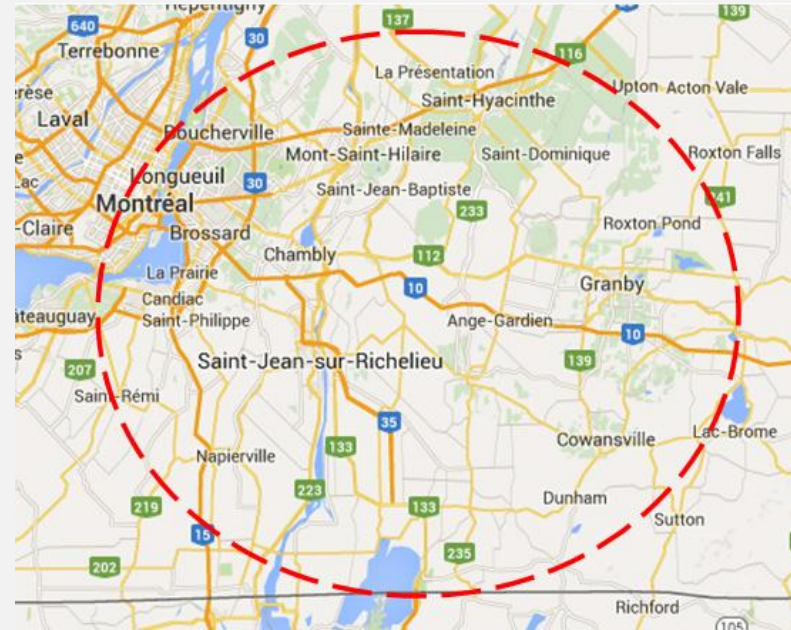 Repentigny
137
139
640
30
Terrebonne
116
La Présentation
Upton
Acton Vale
érèse
Saint-Hyacinthe
Laval
Boucherville
Sainte-Madeleine
Mont-Saint-Hilaire
Saint-Dominique
Roxton Falls
Lac
Longueuil
30
Saint-Jean-Baptiste
Montréal
241
233
-Claire
Brossard
Roxton Pond
Chambly
112
La Prairie
10
Granby
Candiac
âteauguay
Saint-Philippe
Ange-Gardien
10
s
207
Saint-Jean-sur-Richelieu
139
Saint-Rémi
35
Lac-Brome
Cowansville
133
Napierville
223
Dunham
219
133
Sutton
15
235
202
Richford
105